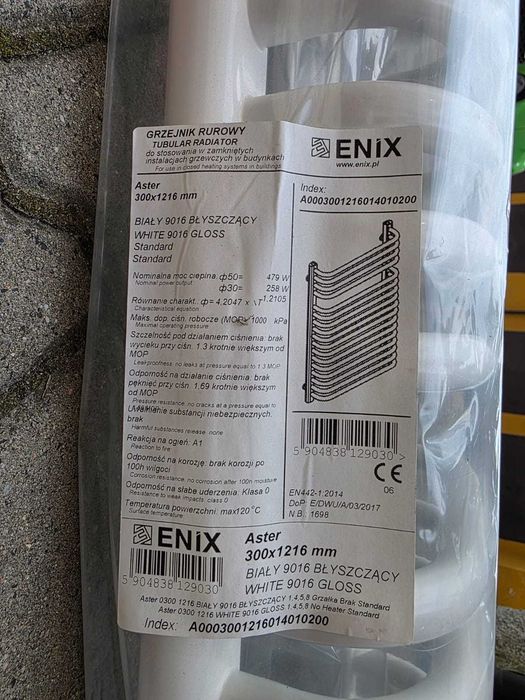 GRZEJNIK RUROWY
TUBULAR RADIATOR
do stosowania w zamkniętych
instalacjach grzewczych w budynkach
For use in closed heating systems in buildings
ENIX
www.enix.pl
Aster
300x1216 mm
Index:
A0003001216014010200
BIAŁY 9016 BŁYSZCZĄCY
WHITE 9016 GLOSS
Standard
Standard
Nominalna moc cieplna. ф50= 479 W
Nominal power output ф30= 258 W
Równanie charakt. ф= 4,2047 x \T^1.2105
Characteristical equation
Maks. dop. ciśn. robocze (MOP) 1000 kPa
Maximal operating pressure
Szczelność pod działaniem ciśnienia: brak
wycieku przy ciśn. 1.3 krotnie większym od
MOP
Leakproofness: no leaks at pressure equal to 1.3 MOP
Odporność na działanie ciśnienia: brak
pęknięć przy ciśn. 1,69 krotnie większym
od MOP
Pressure resistance, no cracks at a pressure equal to
Uwalnianie substancji niebezpiecznych.
brak
Harmful substances release: none
Reakcja na ogień: A1
Reaction to fire
Odporność na korozję: brak korozji po
100h wilgoci
Corrosion resistance, no corrosion after 100h moisture
Odporność na słabe uderzenia: Klasa 0
Resistance to weak impacts: class 0
Temperatura powierzchni: max120°C
Surface temperature
5 904838 129030 >
CE
06
EN442-1:2014
DoP: E/DWU/A/03/2017
N.B.: 1698
ENIX
Aster
300x1216 mm
BIAŁY 9016 BŁYSZCZĄCY
WHITE 9016 GLOSS
5 904838 129030
Aster 0300 1216 BIAŁY 9016 BŁYSZCZĄCY 1,4,5,8 Grzałka Brak Standard
Aster 0300 1216 WHITE 9016 GLOSS 1,4,5,8 No Heater Standard
Index: A0003001216014010200